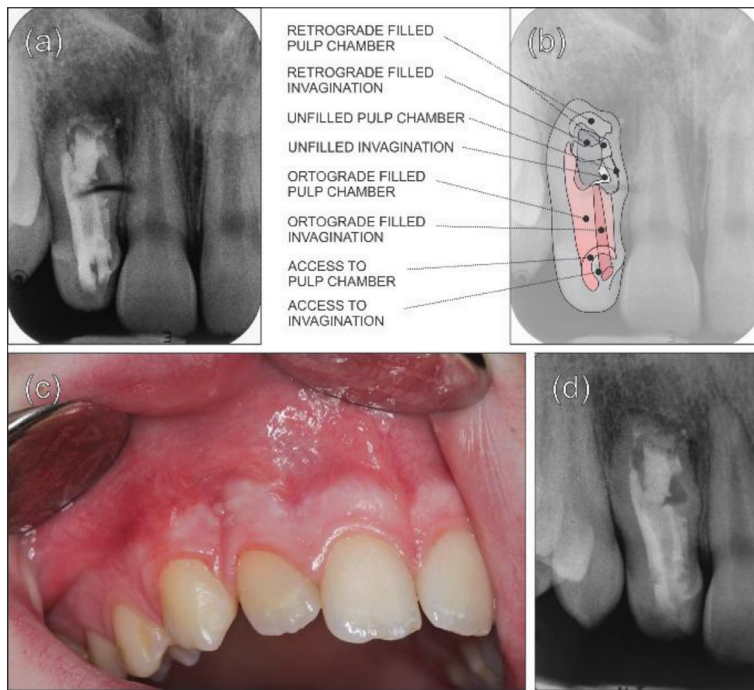 (a)
RETROGRADE FILLED
PULP CHAMBER
RETROGRADE FILLED
INVAGINATION
UNFILLED PULP CHAMBER
UNFILLED INVAGINATION
ORTOGRADE FILLED
PULP CHAMBER
ORTOGRADE FILLED
INVAGINATION
ACCESS TO
PULP CHAMBER
ACCESS TO
INVAGINATION
(b)
(c)
(d)